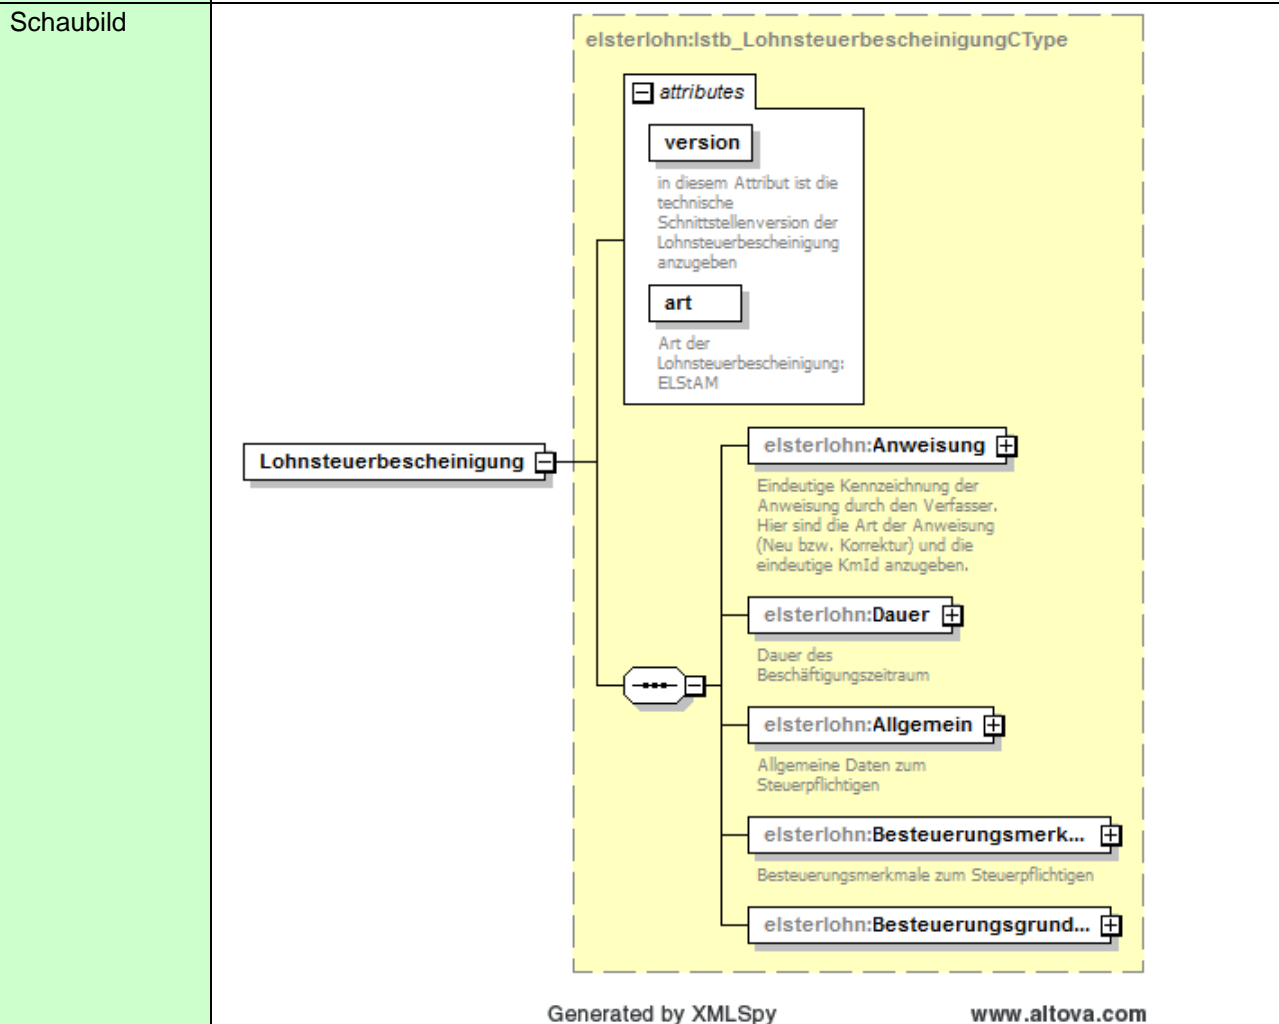 Schaubild
elsterlohn:lstb_LohnsteuerbescheinigungCType
attributes
version
in diesem Attribut ist die
technische
Schnittstellenversion der
Lohnsteuerbescheinigung
anzugeben
art
Art der
Lohnsteuerbescheinigung:
ELStAM
Lohnsteuerbescheinigung
elsterlohn:Anweisung
Eindeutige Kennzeichnung der
Anweisung durch den Verfasser.
Hier sind die Art der Anweisung
(Neu bzw. Korrektur) und die
eindeutige KmId anzugeben.
elsterlohn:Dauer
Dauer des
Beschäftigungszeitraum
elsterlohn:Allgemein
Allgemeine Daten zum
Steuerpflichtigen
elsterlohn:Besteuerungsmerk...
Besteuerungsmerkmale zum Steuerpflichtigen
elsterlohn:Besteuerungsgrund...
Generated by XMLSpy www.altova.com